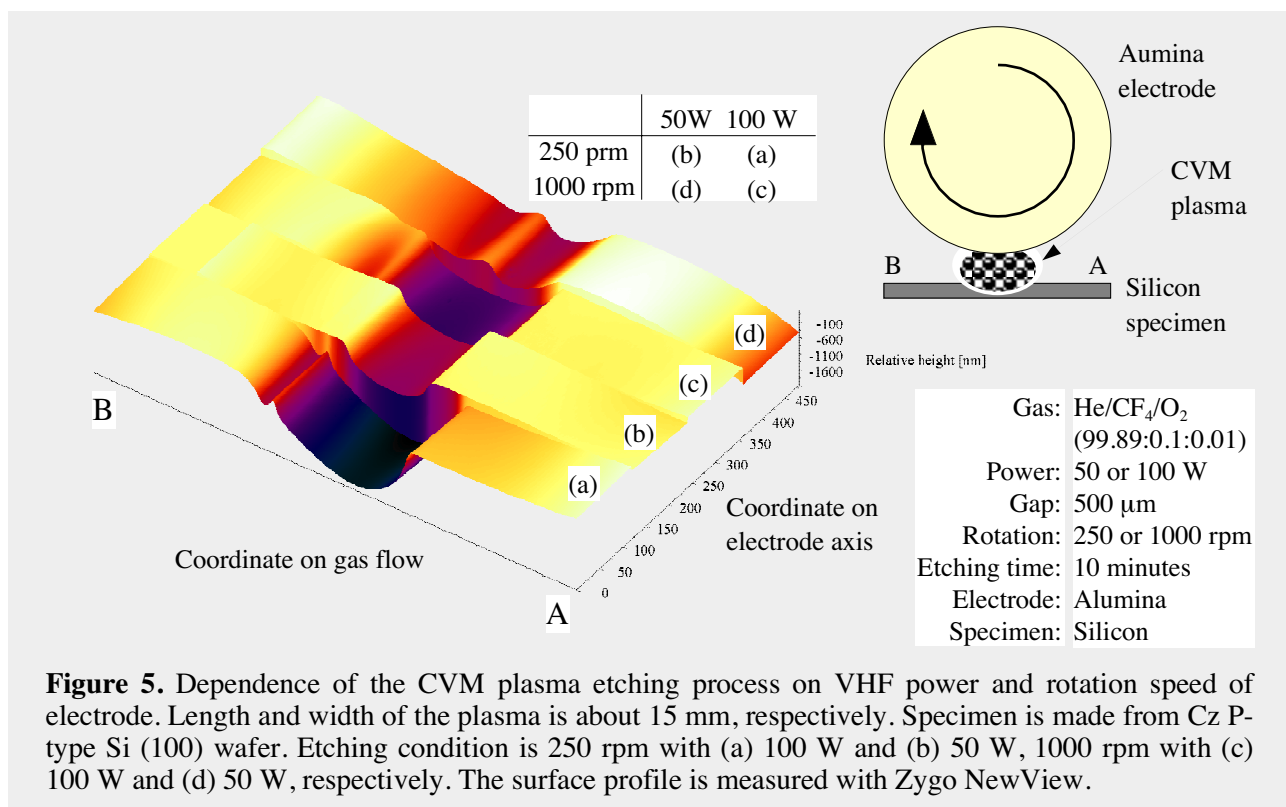 50W 100 W
250 prm (b) (a)
1000 rpm (d) (c)
Aumina
electrode
CVM
plasma
B A
Silicon
specimen
(d)
(c)
(b)
(a)
-100
-600
-1100
-1600
Relative height [nm]
450
400
350
300
250
200
150
100
50
0
B
A
Coordinate on gas flow
Coordinate on
electrode axis
Gas: He/CF₄/O₂
(99.89:0.1:0.01)
Power: 50 or 100 W
Gap: 500 µm
Rotation: 250 or 1000 rpm
Etching time: 10 minutes
Electrode: Alumina
Specimen: Silicon
Figure 5. Dependence of the CVM plasma etching process on VHF power and rotation speed of
electrode. Length and width of the plasma is about 15 mm, respectively. Specimen is made from Cz P-
type Si (100) wafer. Etching condition is 250 rpm with (a) 100 W and (b) 50 W, 1000 rpm with (c)
100 W and (d) 50 W, respectively. The surface profile is measured with Zygo NewView.